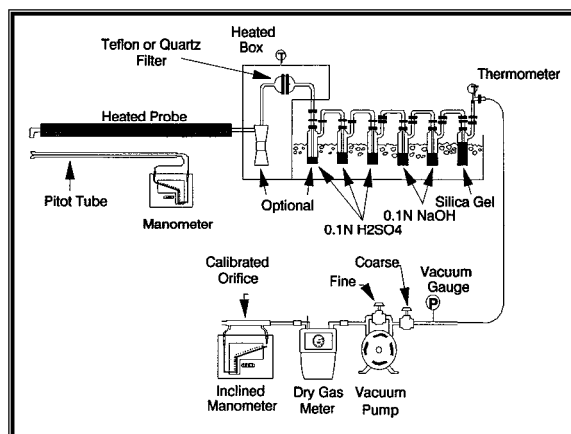 Teflon or Quartz
Filter
Heated
Box
T
Thermometer
T
Heated Probe
Pitot Tube
Manometer
Optional
0.1N H2SO4
0.1N NaOH
Silica Gel
Calibrated
Orifice
Fine
Coarse
Vacuum
Gauge
P
Inclined
Manometer
Dry Gas
Meter
Vacuum
Pump